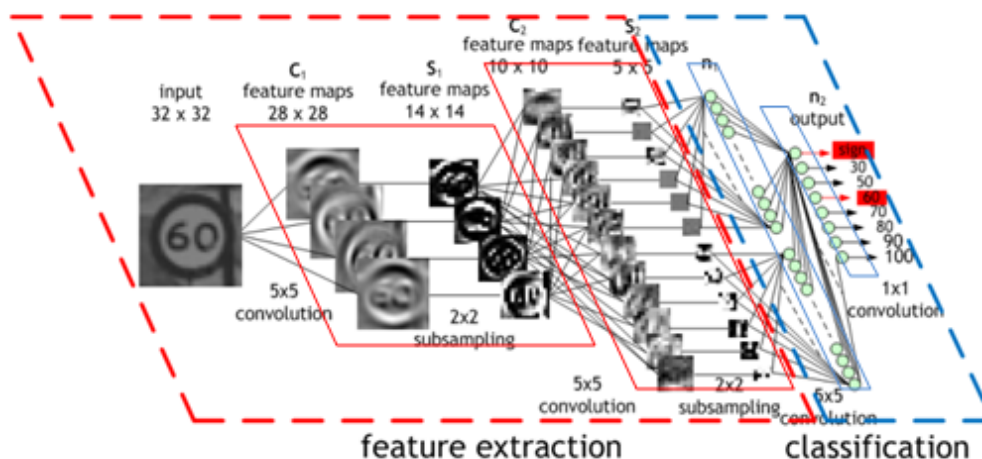 input
32 x 32
C1
feature maps
28 x 28
S1
feature maps
14 x 14
C2
feature maps
10 x 10
S2
feature maps
5 x 5
n1
n2
output
60
5x5
convolution
2x2
subsampling
5x5
convolution
2x2
subsampling
5x5
convolution
1x1
convolution
sign
30
50
60
70
80
90
100
feature extraction
classification